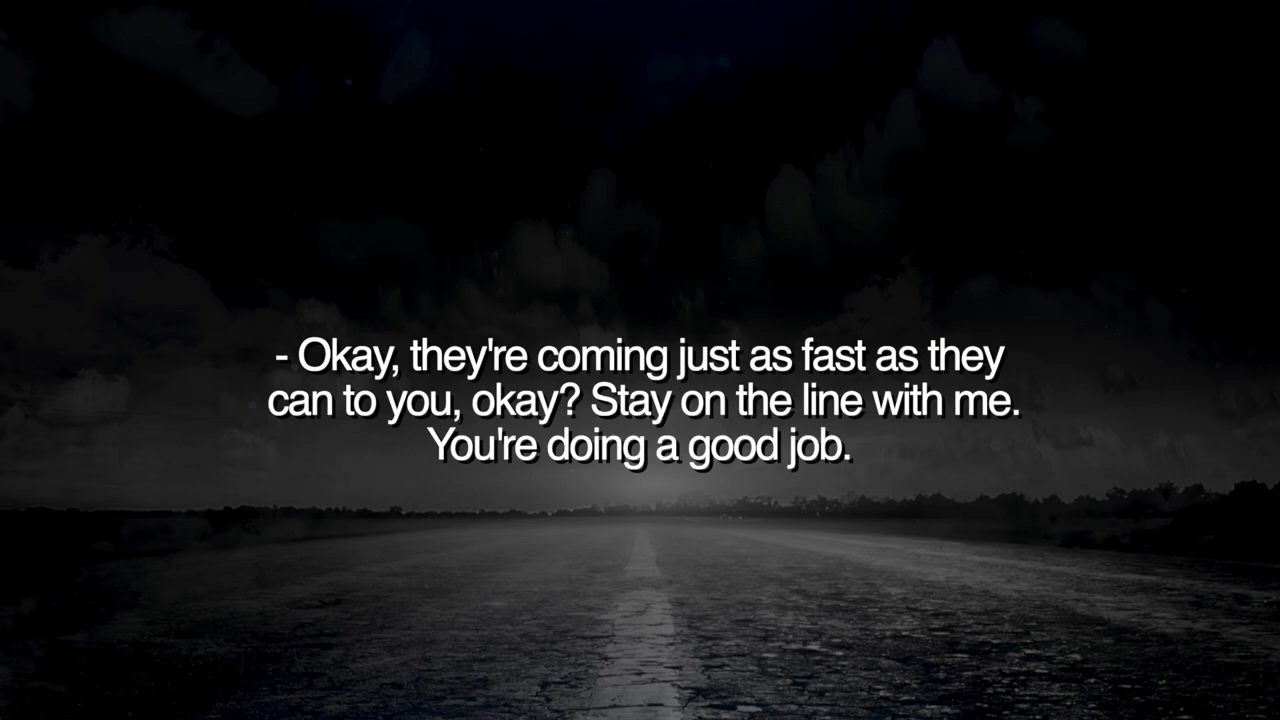 - Okay, they're coming just as fast as they
can to you, okay? Stay on the line with me.
You're doing a good job.